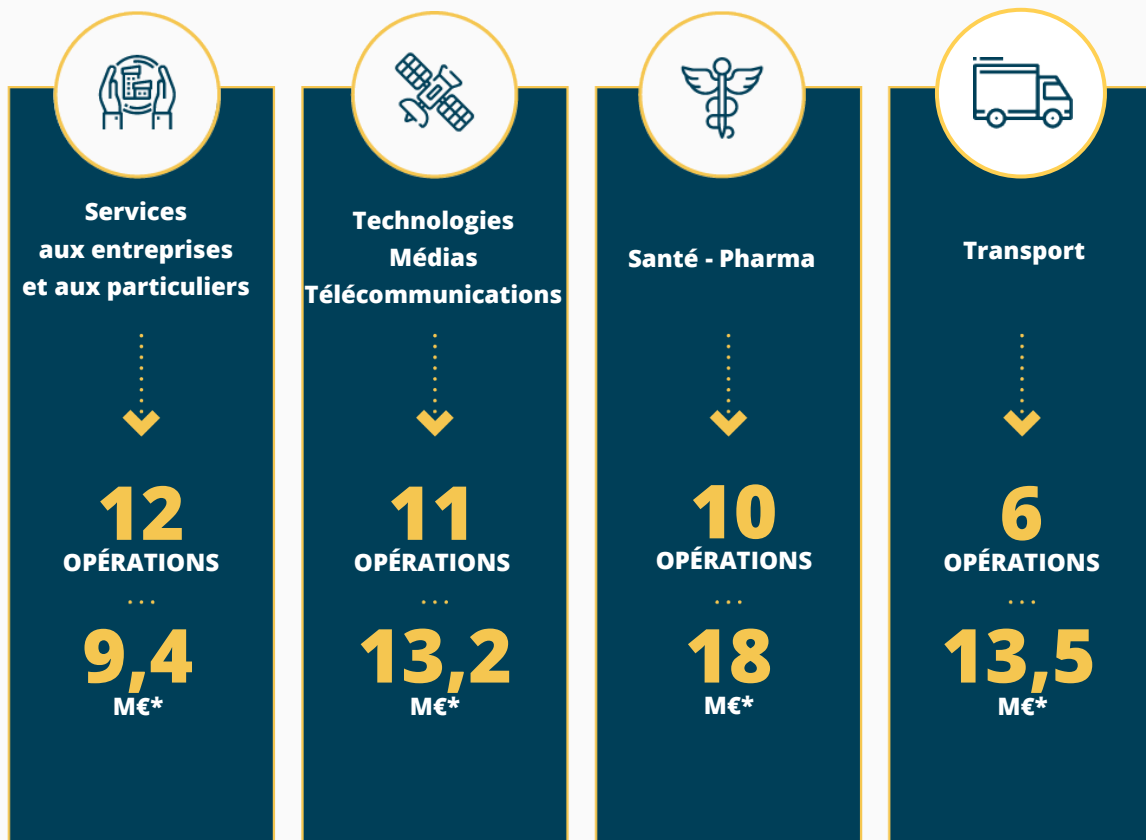 Services
aux entreprises
et aux particuliers
12
OPÉRATIONS
...
9,4
M€*
Technologies
Médias
Télécommunications
11
OPÉRATIONS
...
13,2
M€*
Santé - Pharma
10
OPÉRATIONS
...
18
M€*
Transport
6
OPÉRATIONS
...
13,5
M€*